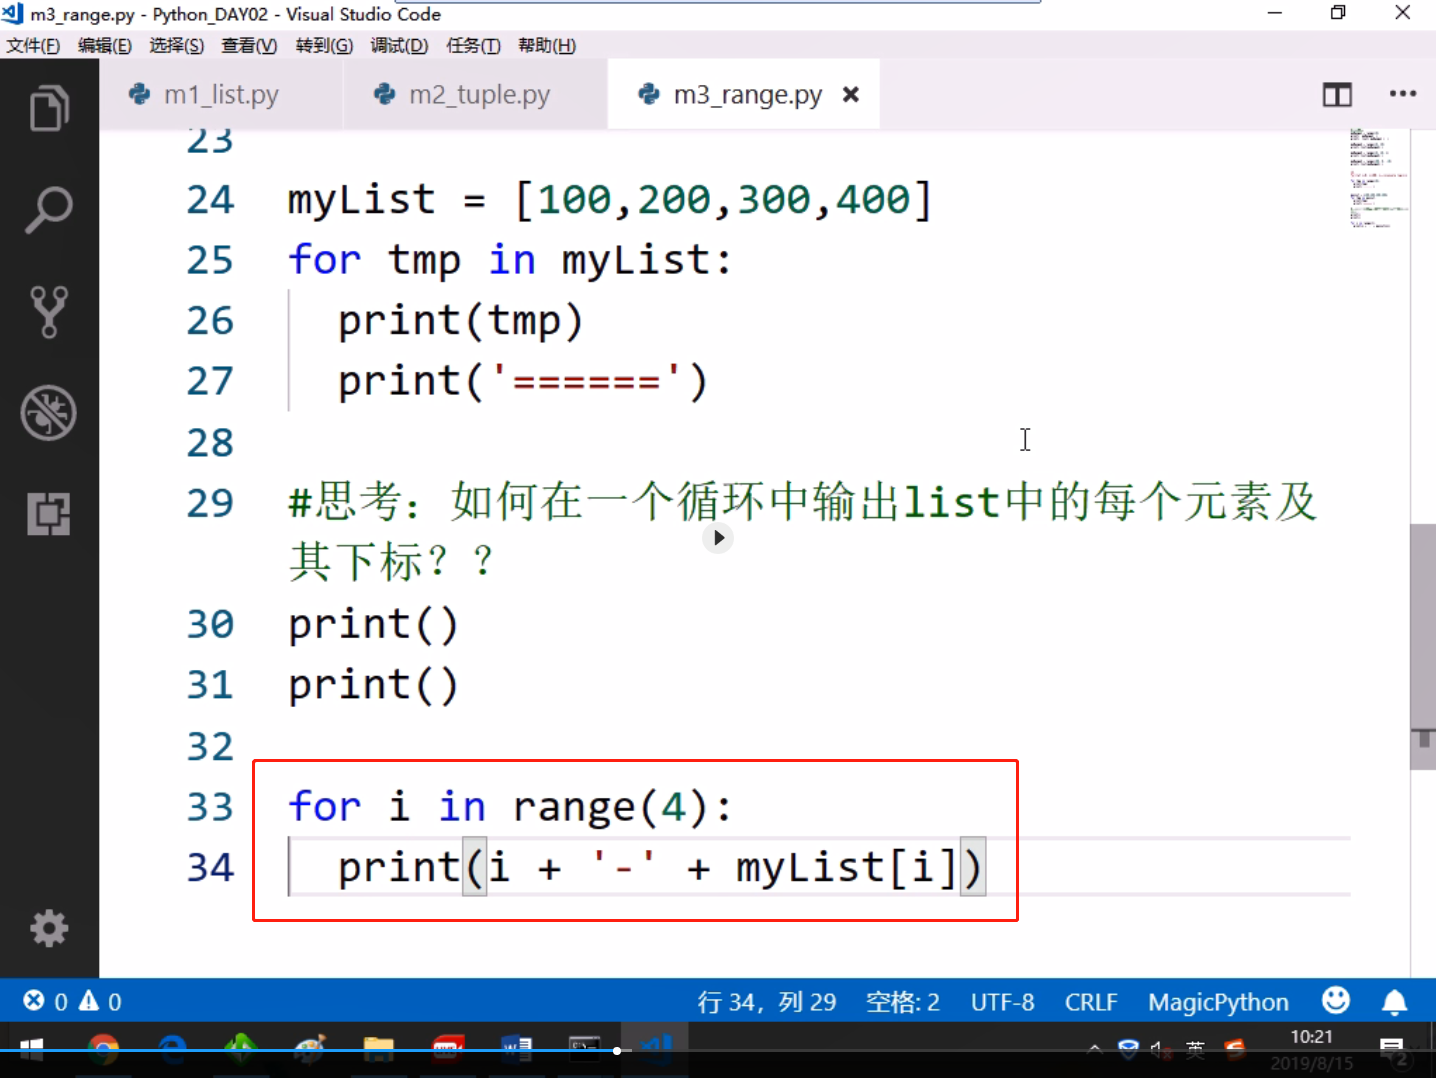 m3_range.py - Python_DAY02 - Visual Studio Code
文件(F) 编辑(E) 选择(S) 查看(V) 转到(G) 调试(D) 任务(T) 帮助(H)
m1_list.py m2_tuple.py m3_range.py
23
24 myList = [100,200,300,400]
25 for tmp in myList:
26 print(tmp)
27 print('======')
28
29 #思考：如何在一个循环中输出list中的每个元素及
其下标？？
30 print()
31 print()
32
33 for i in range(4):
34 print(i + '-' + myList[i])
0 0 行 34，列 29 空格: 2 UTF-8 CRLF MagicPython
英 10:21
2019/8/15 2